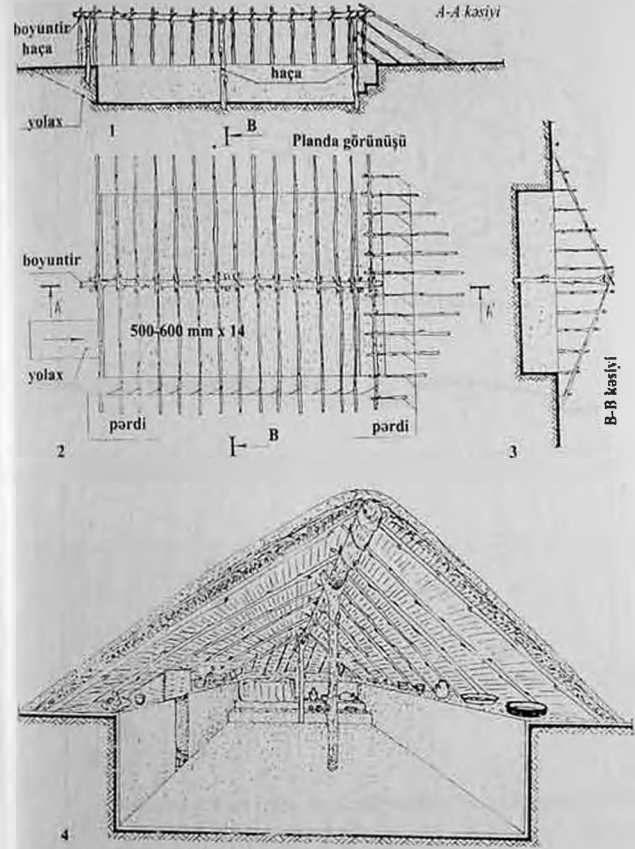 A-A kəsiyi
boyuntir
haça
B
haça
yolax
1
B
Planda görünüşü
boyuntir
500-600 mm x 14
yolax
pərdi
pərdi
2
B
3
B-B kəsiyi
4